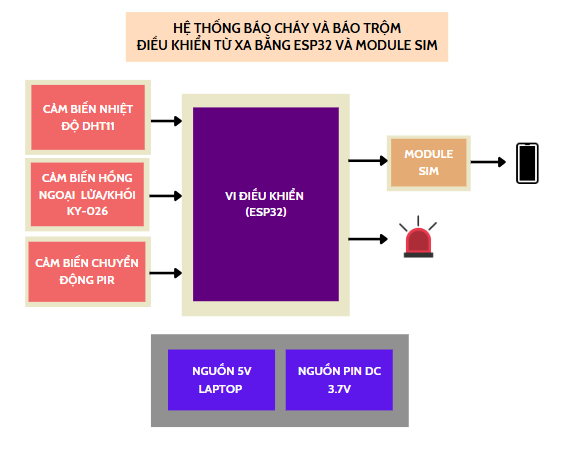 HỆ THỐNG BÁO CHÁY VÀ BÁO TRỘM
ĐIỀU KHIỂN TỪ XA BẰNG ESP32 VÀ MODULE SIM
CẢM BIẾN NHIỆT
ĐỘ DHT11
CẢM BIẾN HỒNG
NGOẠI LỬA/KHÓI
KY-026
CẢM BIẾN CHUYỂN
ĐỘNG PIR
VI ĐIỀU KHIỂN
(ESP32)
MODULE
SIM
NGUỒN 5V
LAPTOP
NGUỒN PIN DC
3.7V